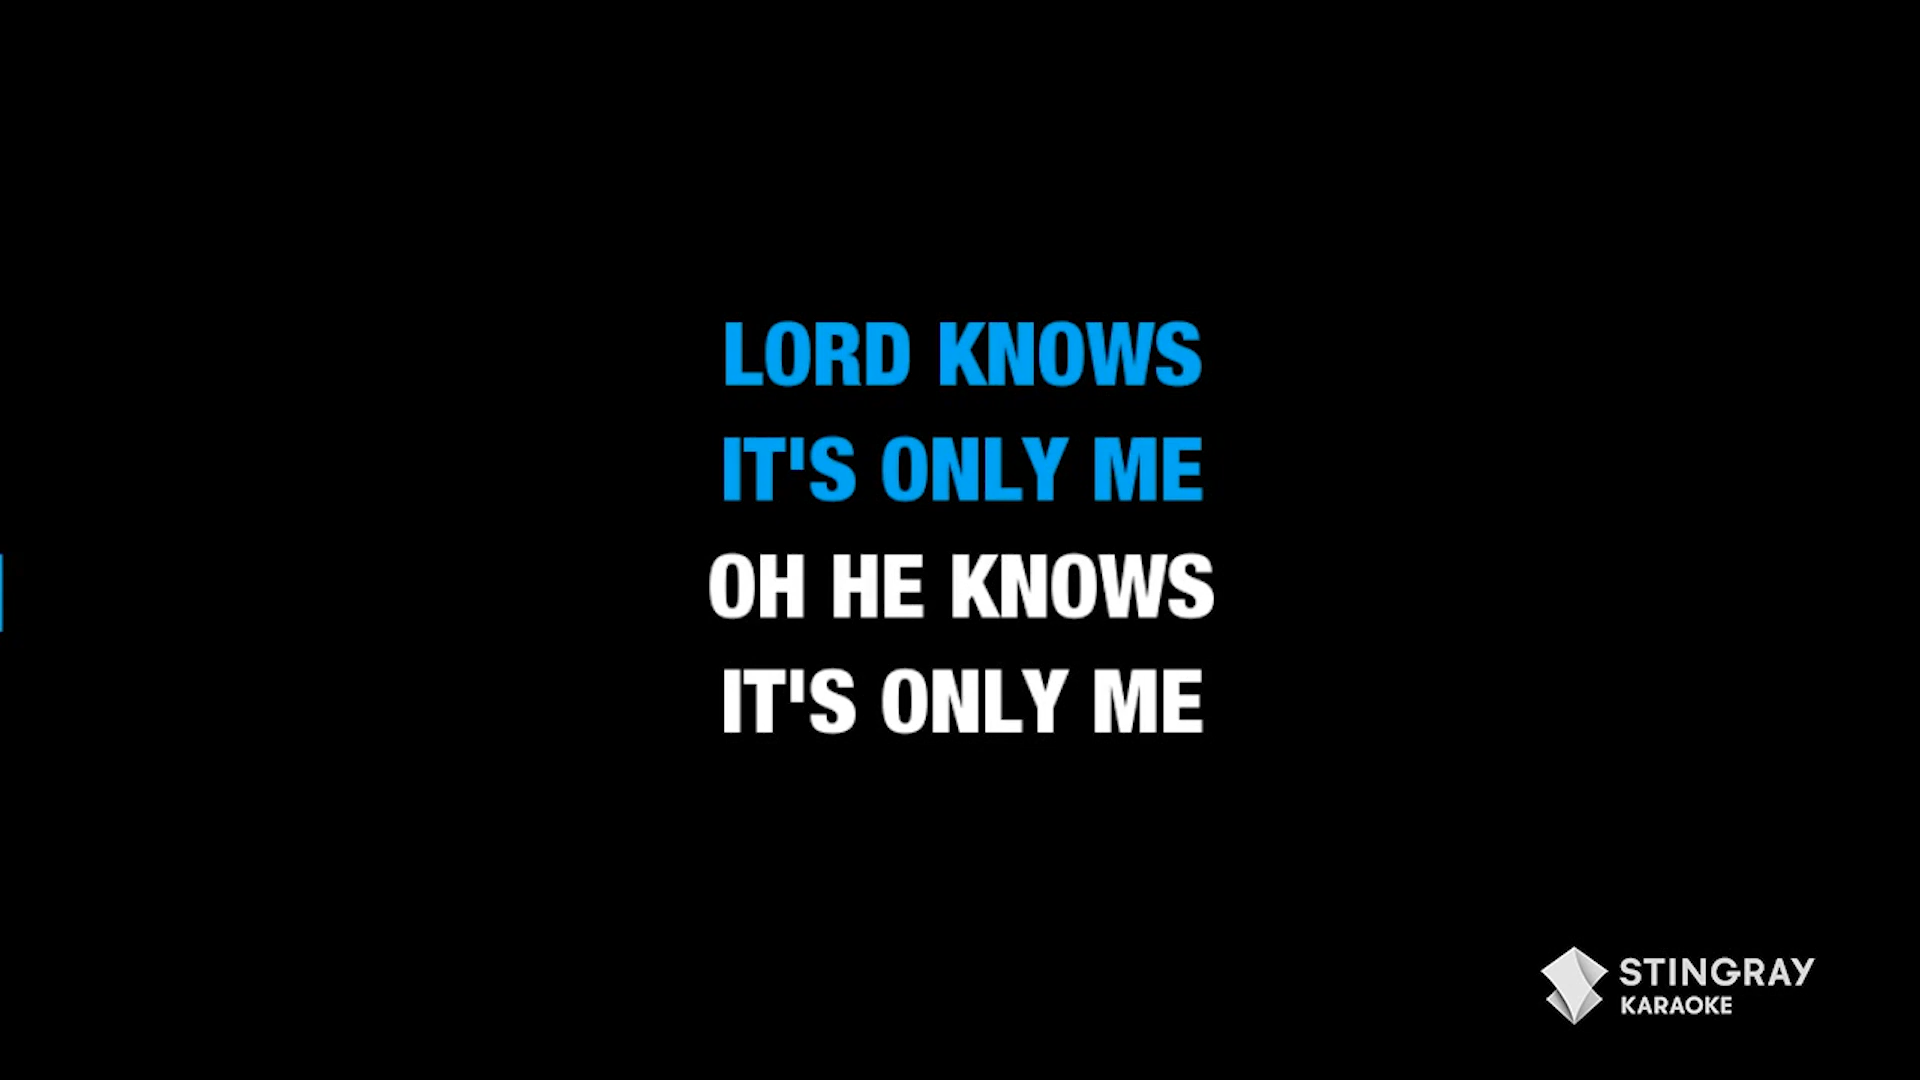 LORD KNOWS
IT'S ONLY ME
OH HE KNOWS
IT'S ONLY ME
STINGRAY
KARAOKE